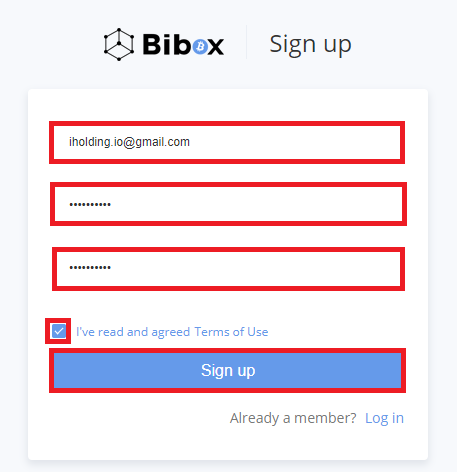 Bibox Sign up
iholding.io@gmail.com
••••••••••
••••••••••
I've read and agreed Terms of Use
Sign up
Already a member? Log in